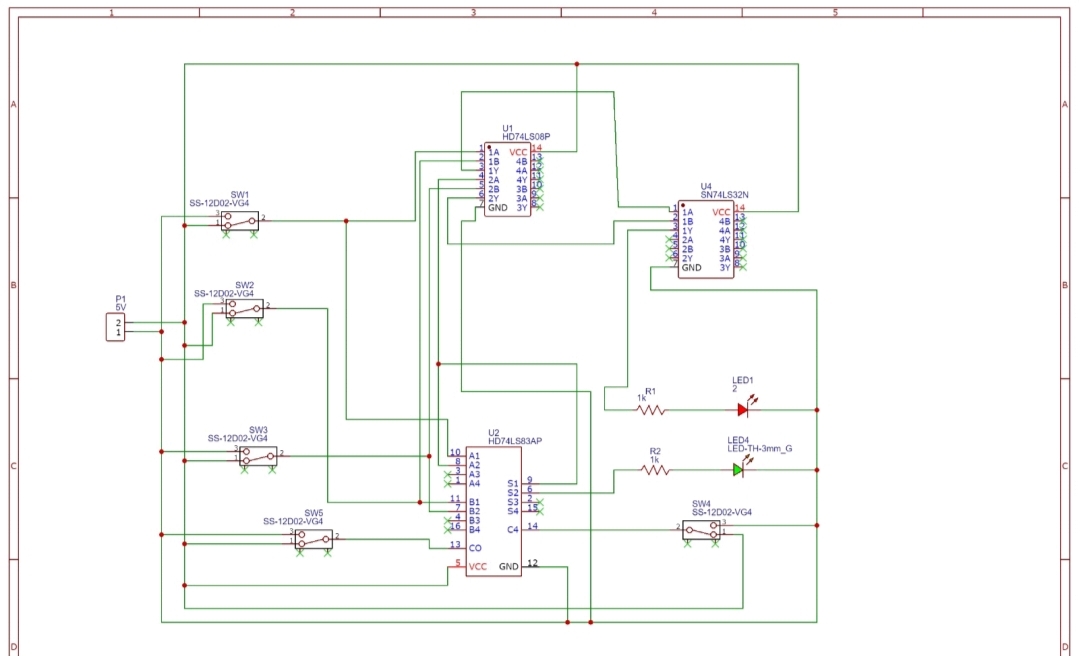 1 2 3 4 5
A A
B B
C C
D D
U1
HD74LS08P
1 1A VCC 14
2 1B 4B 13
3 1Y 4A 12
4 2A 4Y 11
5 2B 3B 10
6 2Y 3A 9
7 GND 3Y 8
U4
SN74LS32N
1 1A VCC 14
2 1B 4B 13
3 1Y 4A 12
4 2A 4Y 11
5 2B 3B 10
6 2Y 3A 9
7 GND 3Y 8
SW1
SS-12D02-VG4
3
1 2
SW2
SS-12D02-VG4
3
1 2
P1
5V
2
1
R1
1k
LED1
2
SW3
SS-12D02-VG4
3
1 2
U2
HD74LS83AP
10 A1
8 A2
3 A3
1 A4
S1 9
S2 6
S3 2
S4 15
11 B1
7 B2
4 B3
16 B4
C4 14
13 CO
5 VCC GND 12
R2
1k
LED4
LED-TH-3mm_G
SW4
SS-12D02-VG4
2 3
1
SW5
SS-12D02-VG4
3
1 2